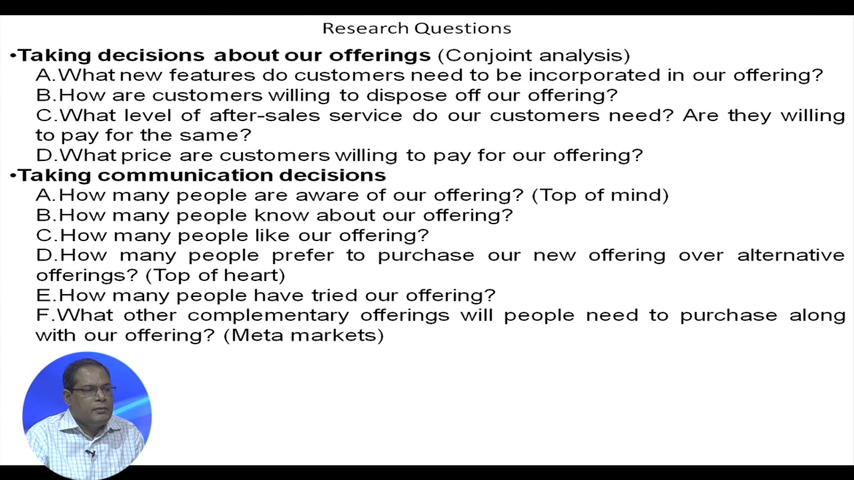 Research Questions
•Taking decisions about our offerings (Conjoint analysis)
A.What new features do customers need to be incorporated in our offering?
B.How are customers willing to dispose off our offering?
C.What level of after-sales service do our customers need? Are they willing
to pay for the same?
D.What price are customers willing to pay for our offering?
•Taking communication decisions
A.How many people are aware of our offering? (Top of mind)
B.How many people know about our offering?
C.How many people like our offering?
D.How many people prefer to purchase our new offering over alternative
offerings? (Top of heart)
E.How many people have tried our offering?
F.What other complementary offerings will people need to purchase along
with our offering? (Meta markets)